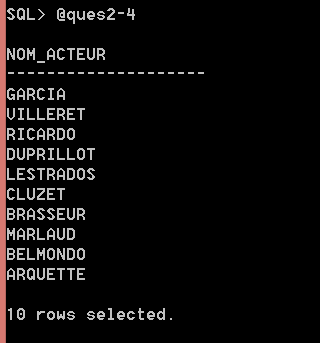 SQL> @ques2-4
NOM_ACTEUR
--------------------
GARCIA
VILLERET
RICARDO
DUPRILLOT
LESTRADOS
CLUZET
BRASSEUR
MARLAUD
BELMONDO
ARQUETTE
10 rows selected.